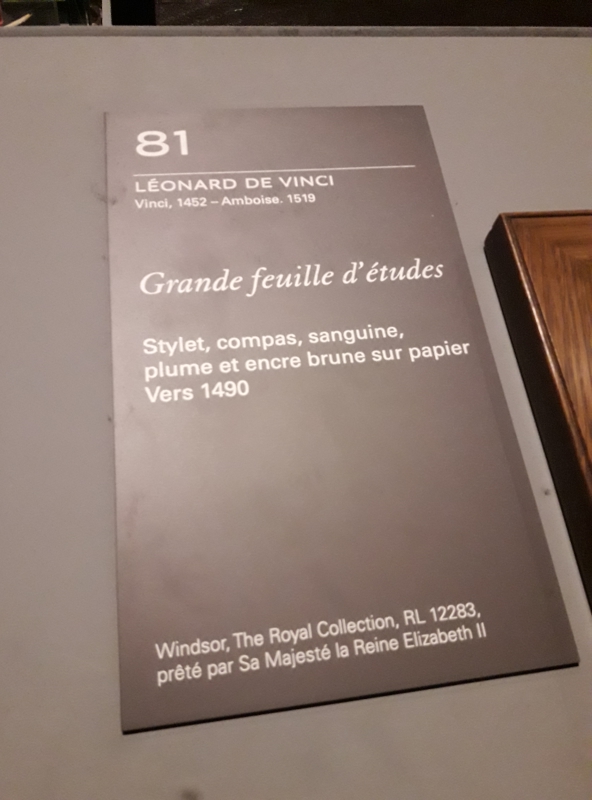 81
LÉONARD DE VINCI
Vinci, 1452 – Amboise. 1519
Grande feuille d'études
Stylet, compas, sanguine,
plume et encre brune sur papier
Vers 1490
Windsor, The Royal Collection, RL 12283,
prêté par Sa Majesté la Reine Elizabeth II